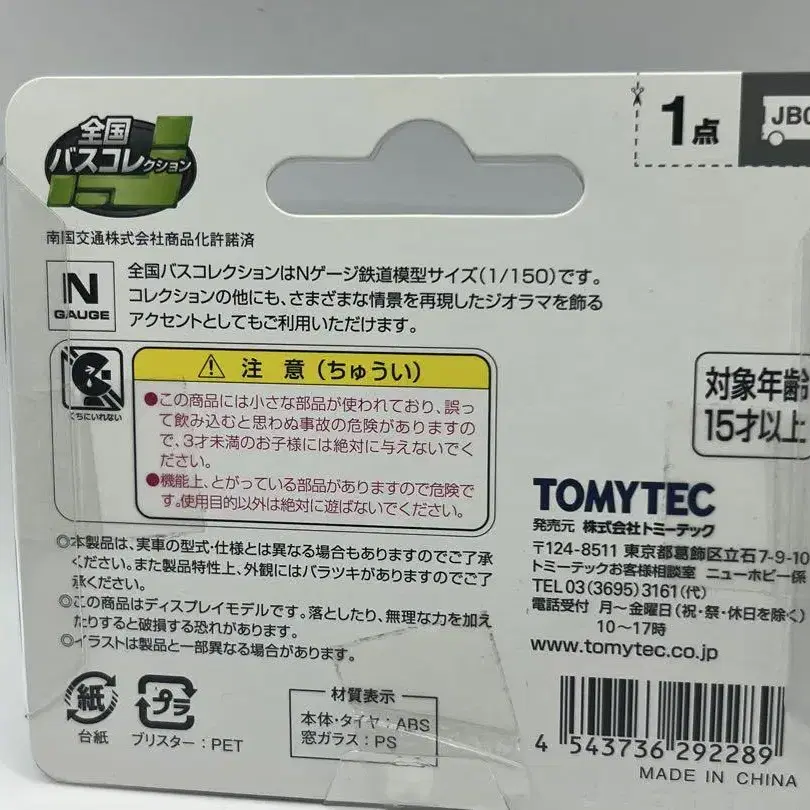 全国
バスコレクション
1点
JBC
南国交通株式会社商品化許諾済
N
GAUGE
全国バスコレクションはNゲージ鉄道模型サイズ(1/150)です。
コレクションの他にも、さまざまな情景を再現したジオラマを飾る
アクセントとしてもご利用いただけます。
くちにいれない
注 意(ちゅうい)
●この商品には小さな部品が使われており、誤っ
て飲み込むと思わぬ事故の危険がありますの
で、3才未満のお子様には絶対に与えないでく
ださい。
●機能上、とがっている部品がありますので危険で
す。使用目的以外は絶対に遊ばないでください。
対象年齢
15才以上
◎本製品は、実車の型式・仕様とは異なる場合もありますのでご了承
ください。また製品特性上、外観にはバラツキがありますのでご了
承ください。
◎この商品はディスプレイモデルです。落としたり、無理な力を加え
たりすると破損する恐れがあります。
◎イラストは製品と一部異なる場合があります。
TOMYTEC
発売元 株式会社トミーテック
〒124-8511 東京都葛飾区立石7-9-10
トミーテックお客様相談室 ニューホビー係
TEL 03(3695)3161(代)
電話受付 月~金曜日(祝・祭・休日を除く)
10~17時
www.tomytec.co.jp
紙
台紙
プラ
ブリスター:PET
材質表示
本体・タイヤ:ABS
窓ガラス:PS
4 543736 292289
MADE IN CHINA